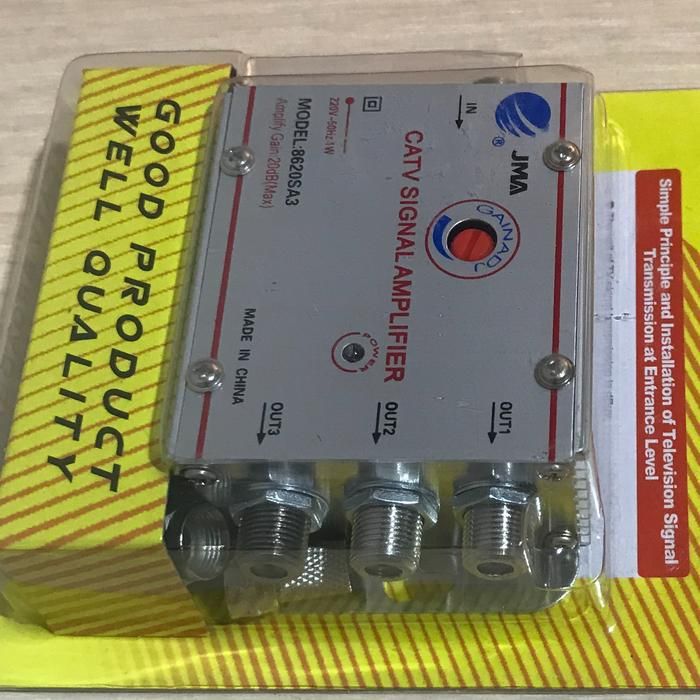 GOOD PRODUCT
WELL QUALITY
IN
® JMA
GAIN ADJ
CATV SIGNAL AMPLIFIER
220V~50Hz 1W
MODEL:8620SA3
Amplify Gain:20dB(Max)
POWER
MADE IN CHINA
OUT3
OUT2
OUT1
Simple Principle and Installation of Television Signal
Transmission at Entrance Level